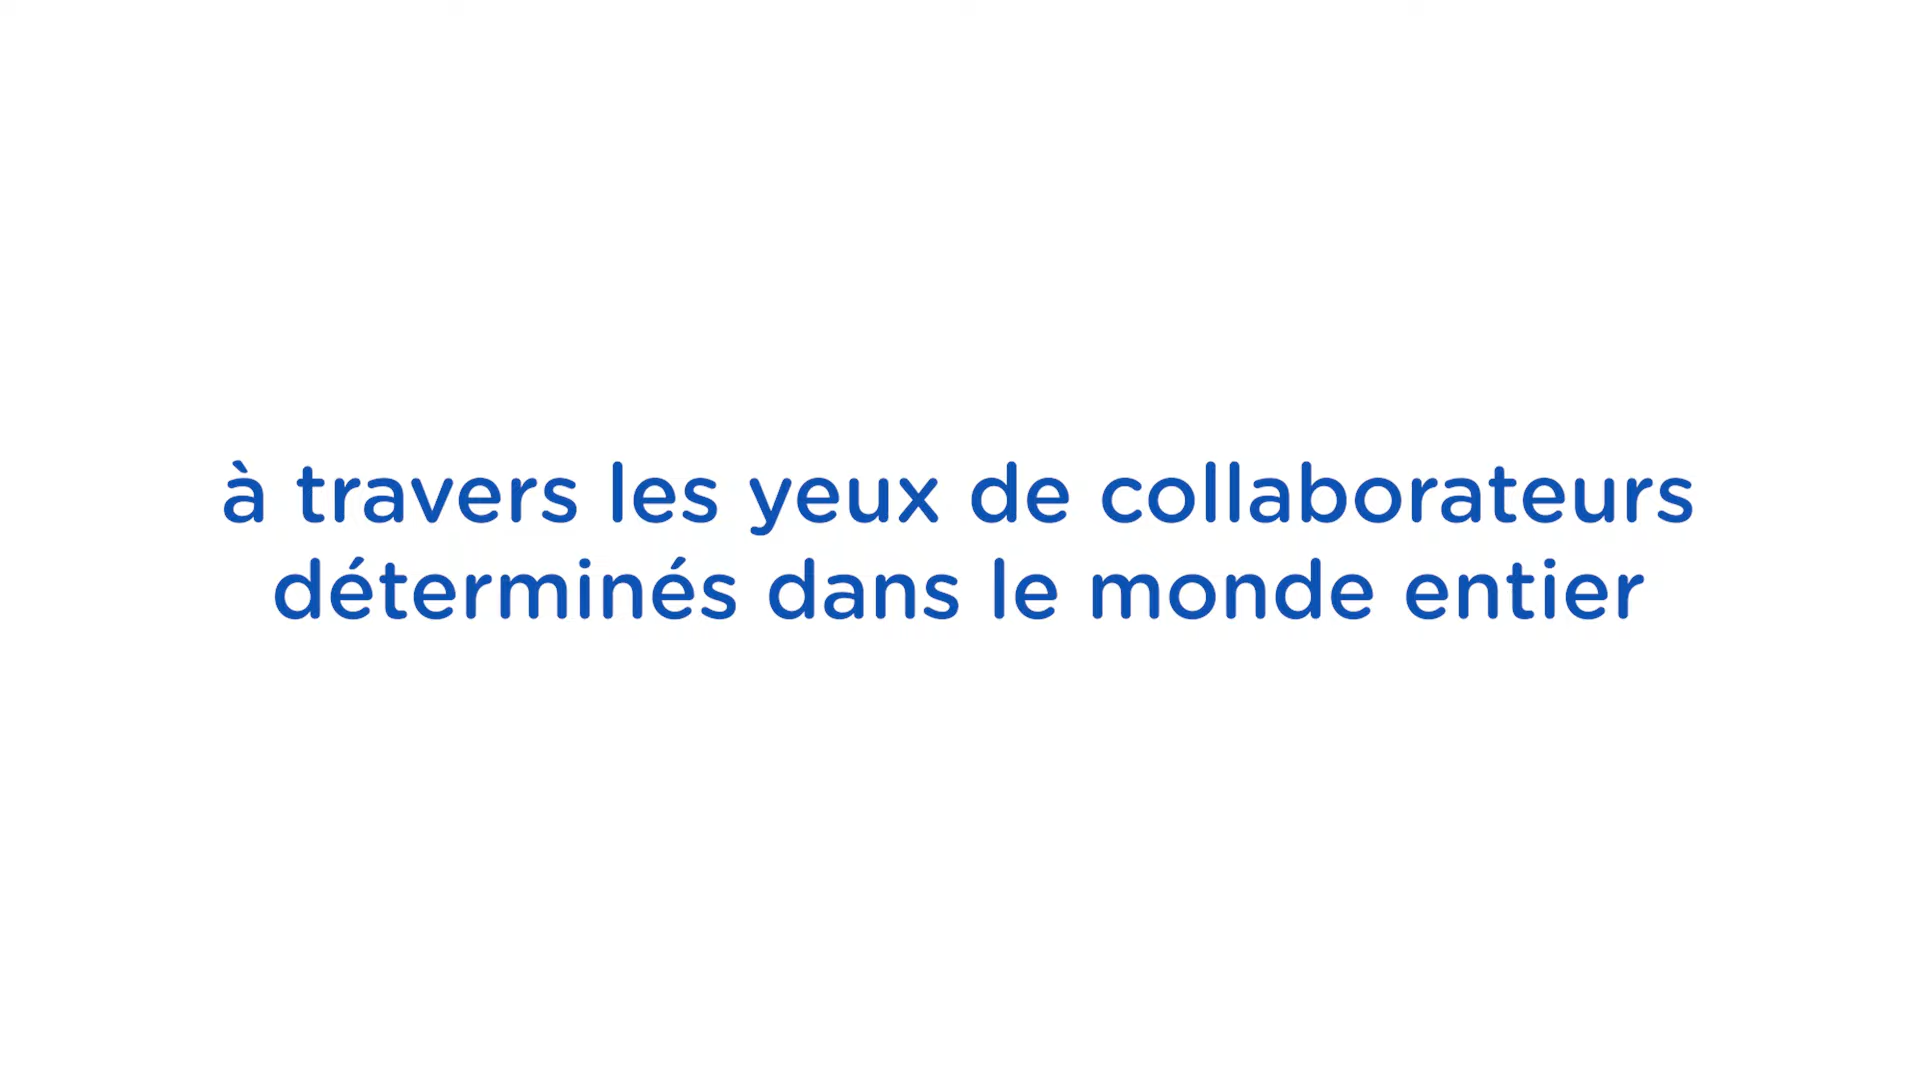 à travers les yeux de collaborateurs
déterminés dans le monde entier